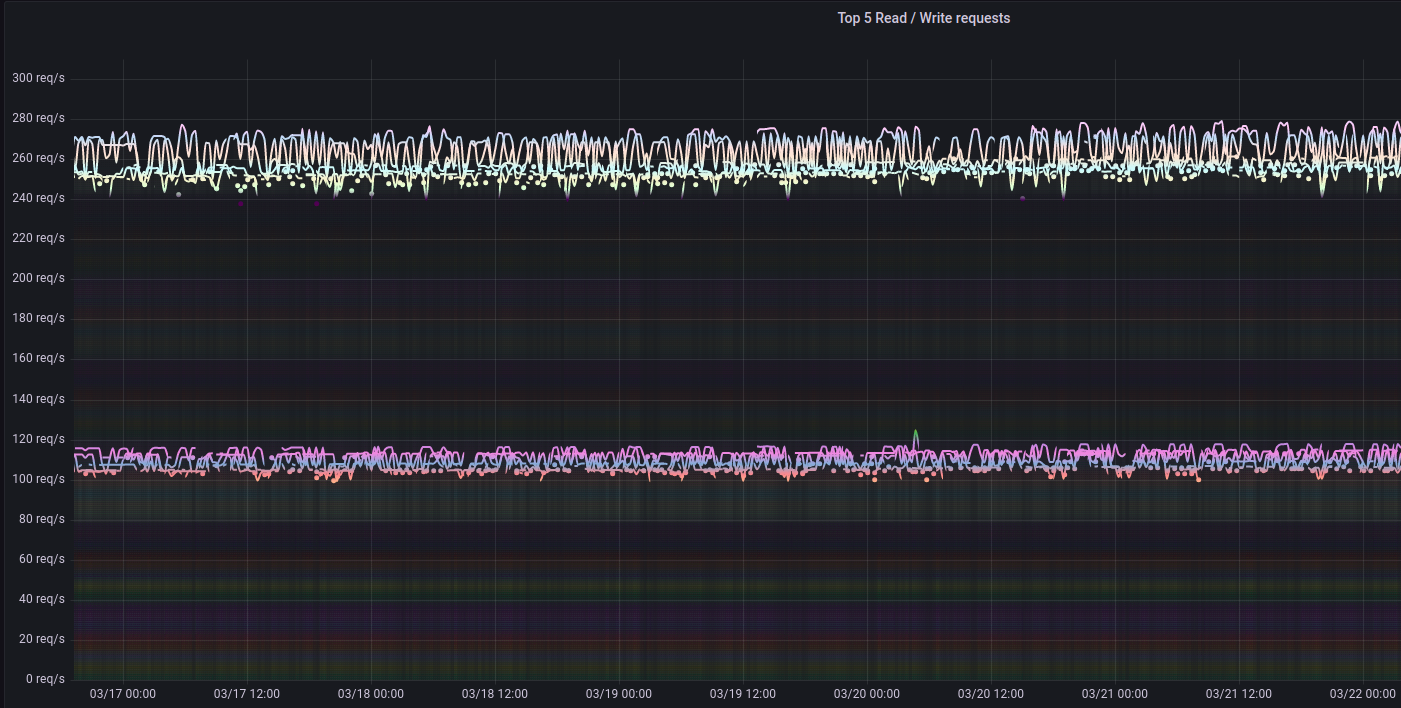 Top 5 Read / Write requests
300 req/s
280 req/s
260 req/s
240 req/s
220 req/s
200 req/s
180 req/s
160 req/s
140 req/s
120 req/s
100 req/s
80 req/s
60 req/s
40 req/s
20 req/s
0 req/s
03/17 00:00 03/17 12:00 03/18 00:00 03/18 12:00 03/19 00:00 03/19 12:00 03/20 00:00 03/20 12:00 03/21 00:00 03/21 12:00 03/22 00:00